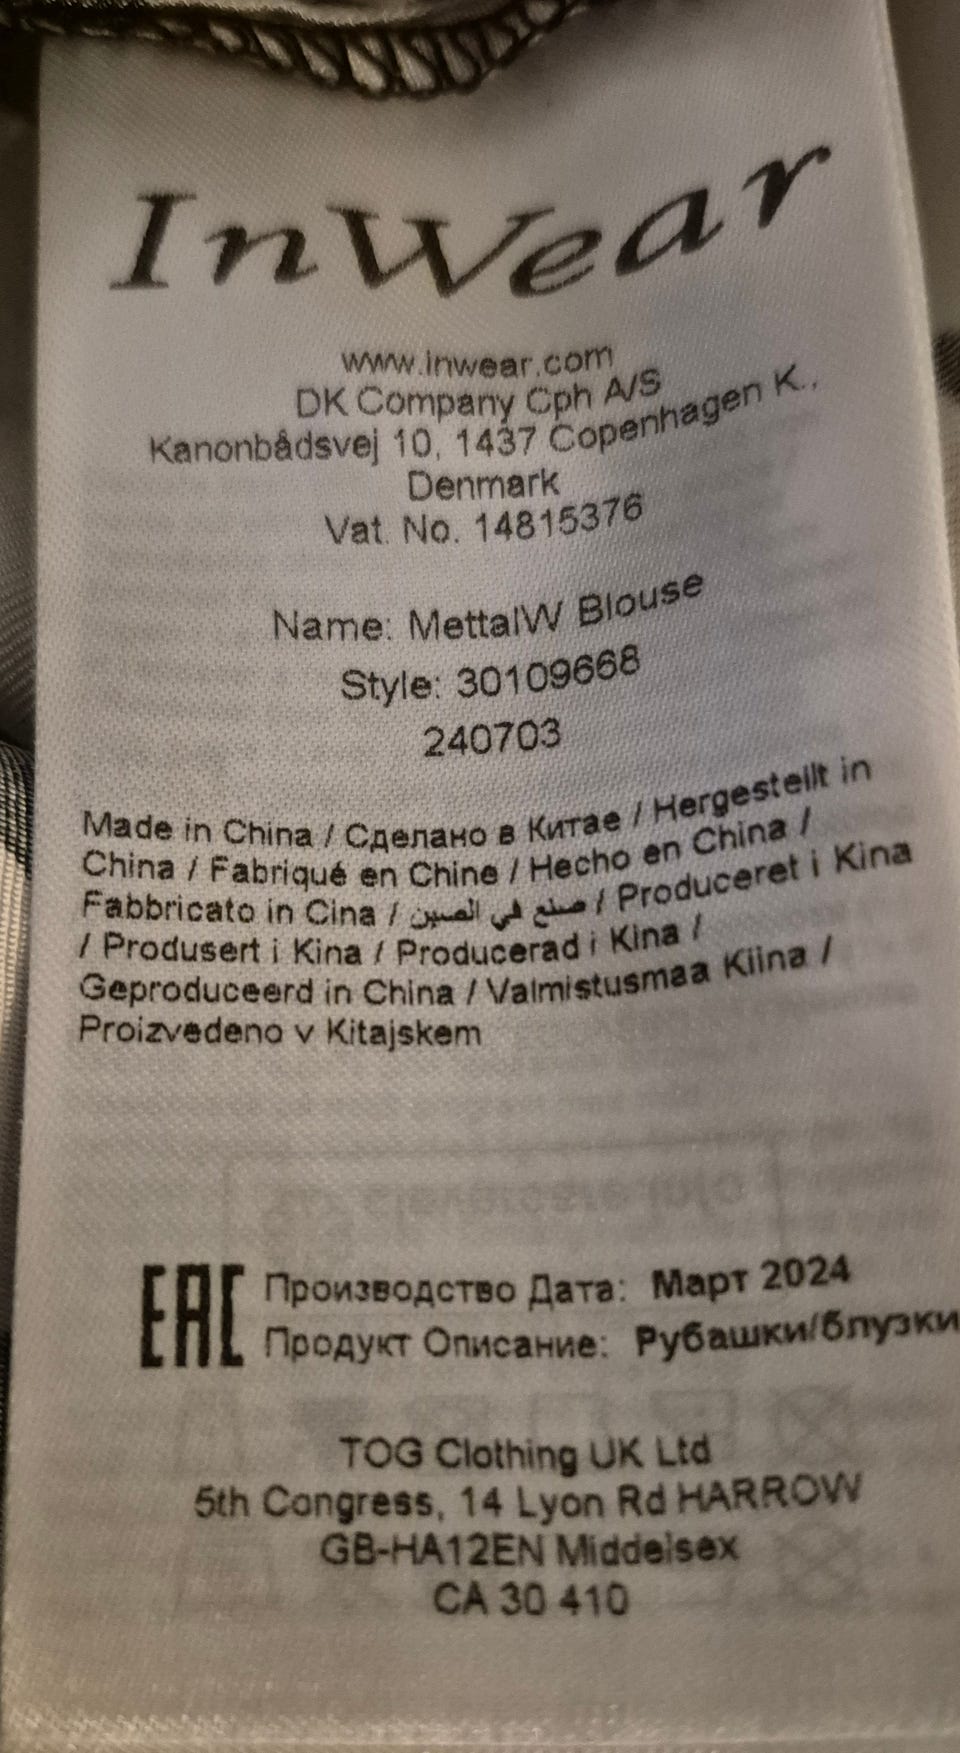 InWear
www.inwear.com
DK Company Cph A/S
Kanonbådsvej 10, 1437 Copenhagen K.,
Denmark
Vat. No. 14815376
Name: MettaIW Blouse
Style: 30109668
240703
Made in China / Сделано в Китае / Hergestellt in
China / Fabriqué en Chine / Hecho en China /
Fabbricato in Cina / صنع في الصين / Produceret i Kina
/ Produsert i Kina / Producerad i Kina /
Geproduceerd in China / Valmistusmaa Kiina /
Proizvedeno v Kitajskem
EAC Производство Дата: Март 2024
Продукт Описание: Рубашки/блузки
TOG Clothing UK Ltd
5th Congress, 14 Lyon Rd HARROW
GB-HA12EN Middelsex
CA 30 410